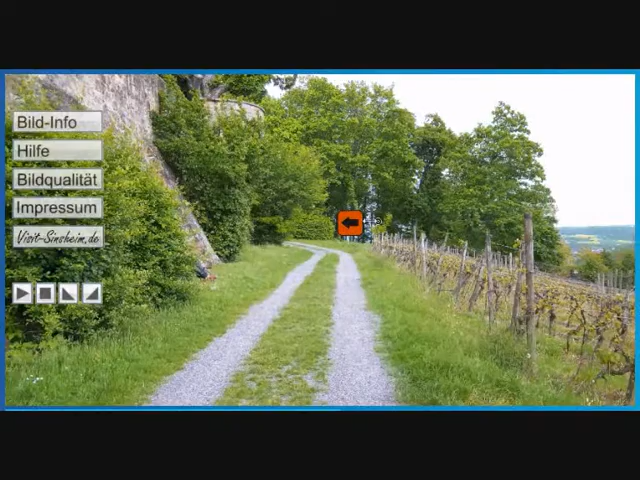 Bild-Info
Hilfe
Bildqualität
Impressum
Visit-Sinsheim.de